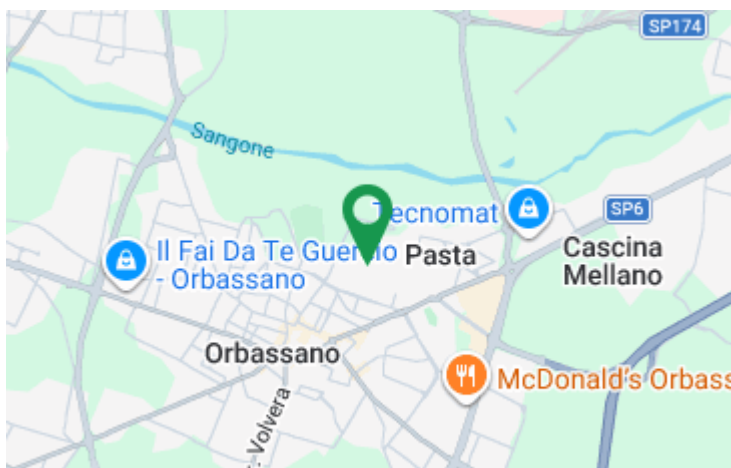 SP174
Sangone
Tecnomat
SP6
Il Fai Da Te Gue
- Orbassano
Pasta
Cascina
Mellano
Orbassano
McDonald's Orbass
Volvera